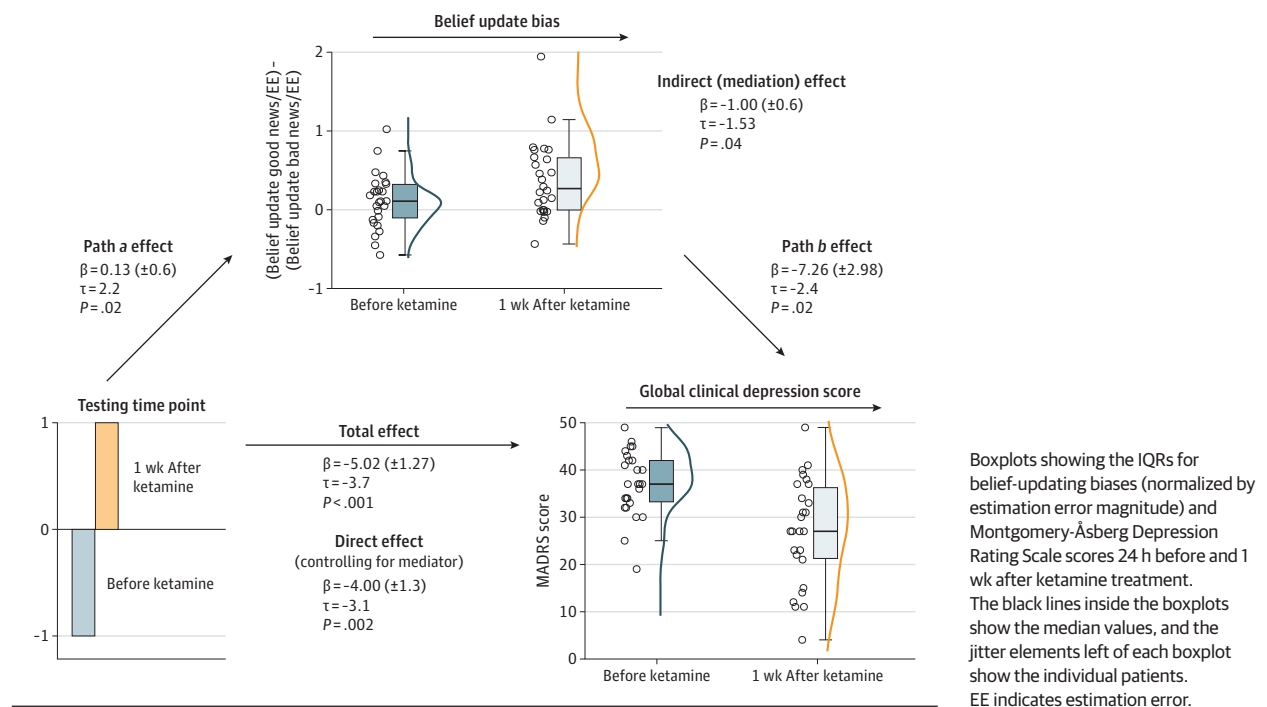 Belief update bias
(Belief update good news/EE) -
(Belief update bad news/EE)
2
1
0
-1
Before ketamine
1 wk After ketamine
Indirect (mediation) effect
β=-1.00 (±0.6)
τ=-1.53
P=.04
Path a effect
β=0.13 (±0.6)
τ=2.2
P=.02
Path b effect
β=-7.26 (±2.98)
τ=-2.4
P=.02
Testing time point
1
0
-1
1 wk After
ketamine
Before ketamine
Total effect
β=-5.02 (±1.27)
τ=-3.7
P<.001
Direct effect
(controlling for mediator)
β=-4.00 (±1.3)
τ=-3.1
P=.002
Global clinical depression score
MADRS score
50
40
30
20
10
0
Before ketamine
1 wk After ketamine
Boxplots showing the IQRs for
belief-updating biases (normalized by
estimation error magnitude) and
Montgomery-Åsberg Depression
Rating Scale scores 24 h before and 1
wk after ketamine treatment.
The black lines inside the boxplots
show the median values, and the
jitter elements left of each boxplot
show the individual patients.
EE indicates estimation error.